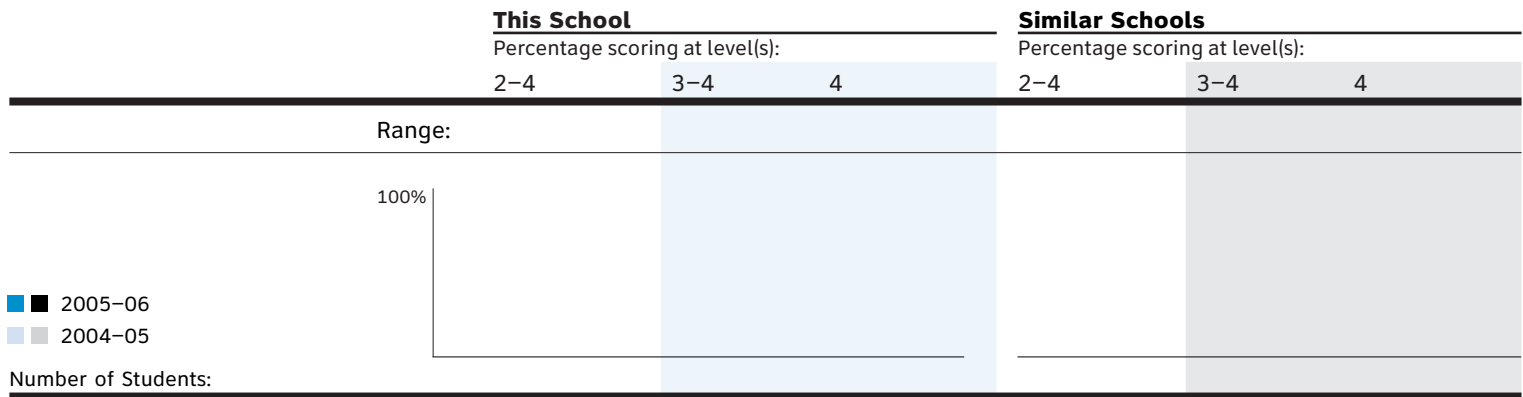 This School Similar Schools
Percentage scoring at level(s): Percentage scoring at level(s):
2–4 3–4 4 2–4 3–4 4
Range:
100%
2005–06
2004–05
Number of Students: